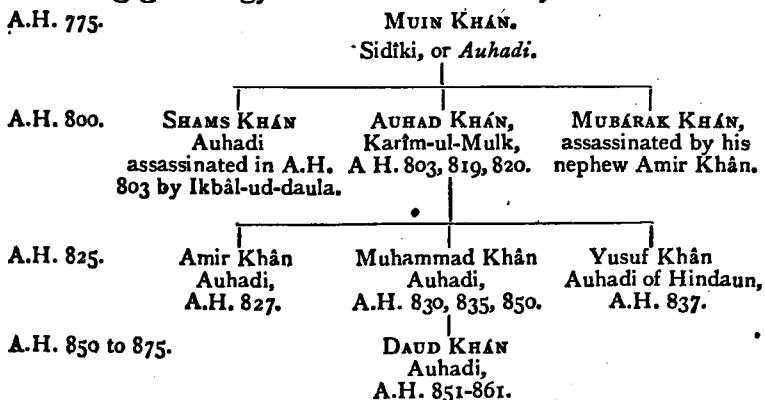 A.H. 775. MUIN KHÁN.
Sidîki, or Auhadi.
A.H. 800. SHAMS KHÁN AUHAD KHÁN, MUBÁRAK KHÁN,
Auhadi Karîm-ul-Mulk, assassinated by his
assassinated in A.H. A H. 803, 819, 820. nephew Amir Khân.
803 by Ikbâl-ud-daula.
A.H. 825. Amir Khân Muhammad Khân Yusuf Khân
Auhadi, Auhadi, Auhadi of Hindaun,
A.H. 827. A.H. 830, 835, 850. A.H. 837.
A.H. 850 to 875. DAUD KHÁN
Auhadi,
A.H. 851-861.